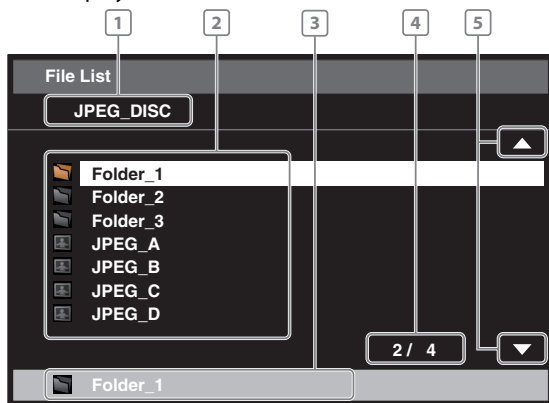 1 2 3 4 5
File List
JPEG_DISC
Folder_1
Folder_2
Folder_3
JPEG_A
JPEG_B
JPEG_C
JPEG_D
2/ 4
Folder_1